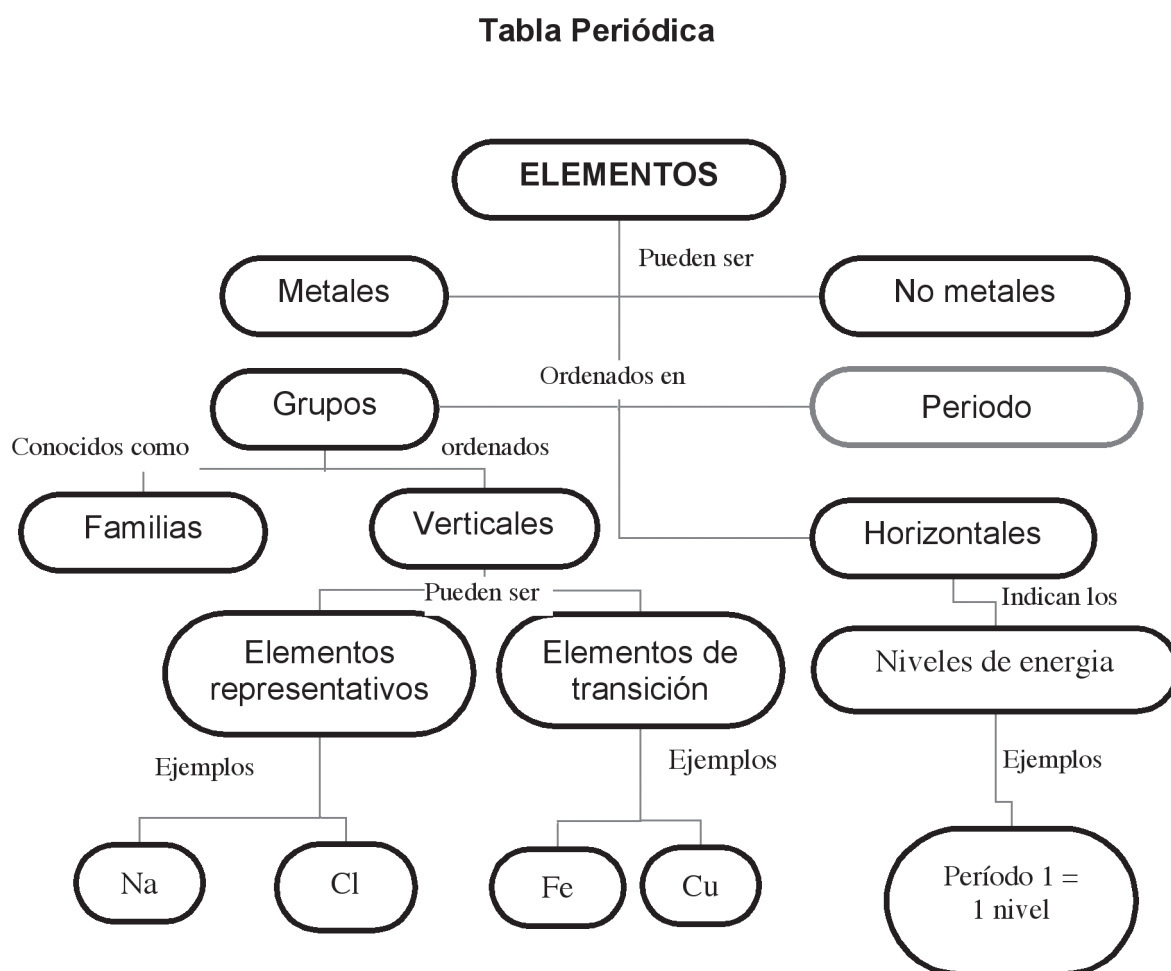 Tabla Periódica
ELEMENTOS
Pueden ser
Metales
No metales
Ordenados en
Grupos
Periodo
Conocidos como
ordenados
Familias
Verticales
Horizontales
Pueden ser
Indican los
Elementos
representativos
Elementos de
transición
Niveles de energia
Ejemplos
Ejemplos
Ejemplos
Na
Cl
Fe
Cu
Período 1 =
1 nivel